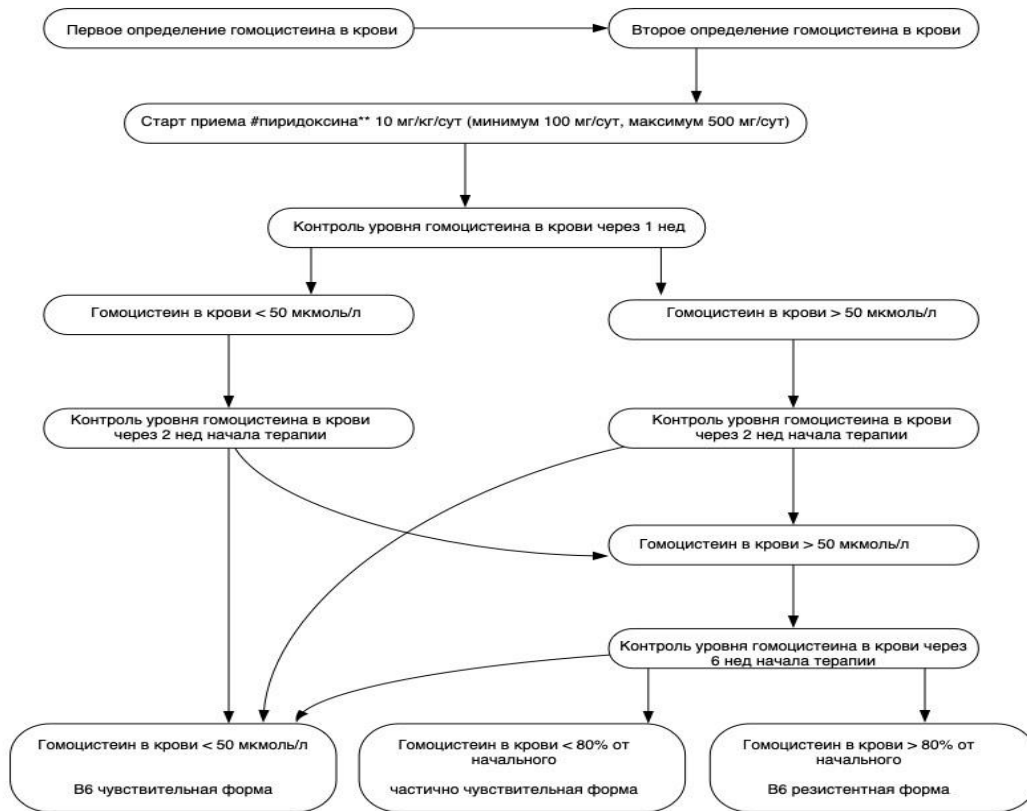 Первое определение гомоцистеина в крови
Второе определение гомоцистеина в крови
Старт приема #пиридоксина** 10 мг/кг/сут (минимум 100 мг/сут, максимум 500 мг/сут)
Контроль уровня гомоцистеина в крови через 1 нед
Гомоцистеин в крови < 50 мкмоль/л
Гомоцистеин в крови > 50 мкмоль/л
Контроль уровня гомоцистеина в крови
через 2 нед начала терапии
Контроль уровня гомоцистеина в крови
через 2 нед начала терапии
Гомоцистеин в крови > 50 мкмоль/л
Контроль уровня гомоцистеина в крови через
6 нед начала терапии
Гомоцистеин в крови < 50 мкмоль/л
В6 чувствительная форма
Гомоцистеин в крови < 80% от
начального
частично чувствительная форма
Гомоцистеин в крови > 80% от
начального
В6 резистентная форма